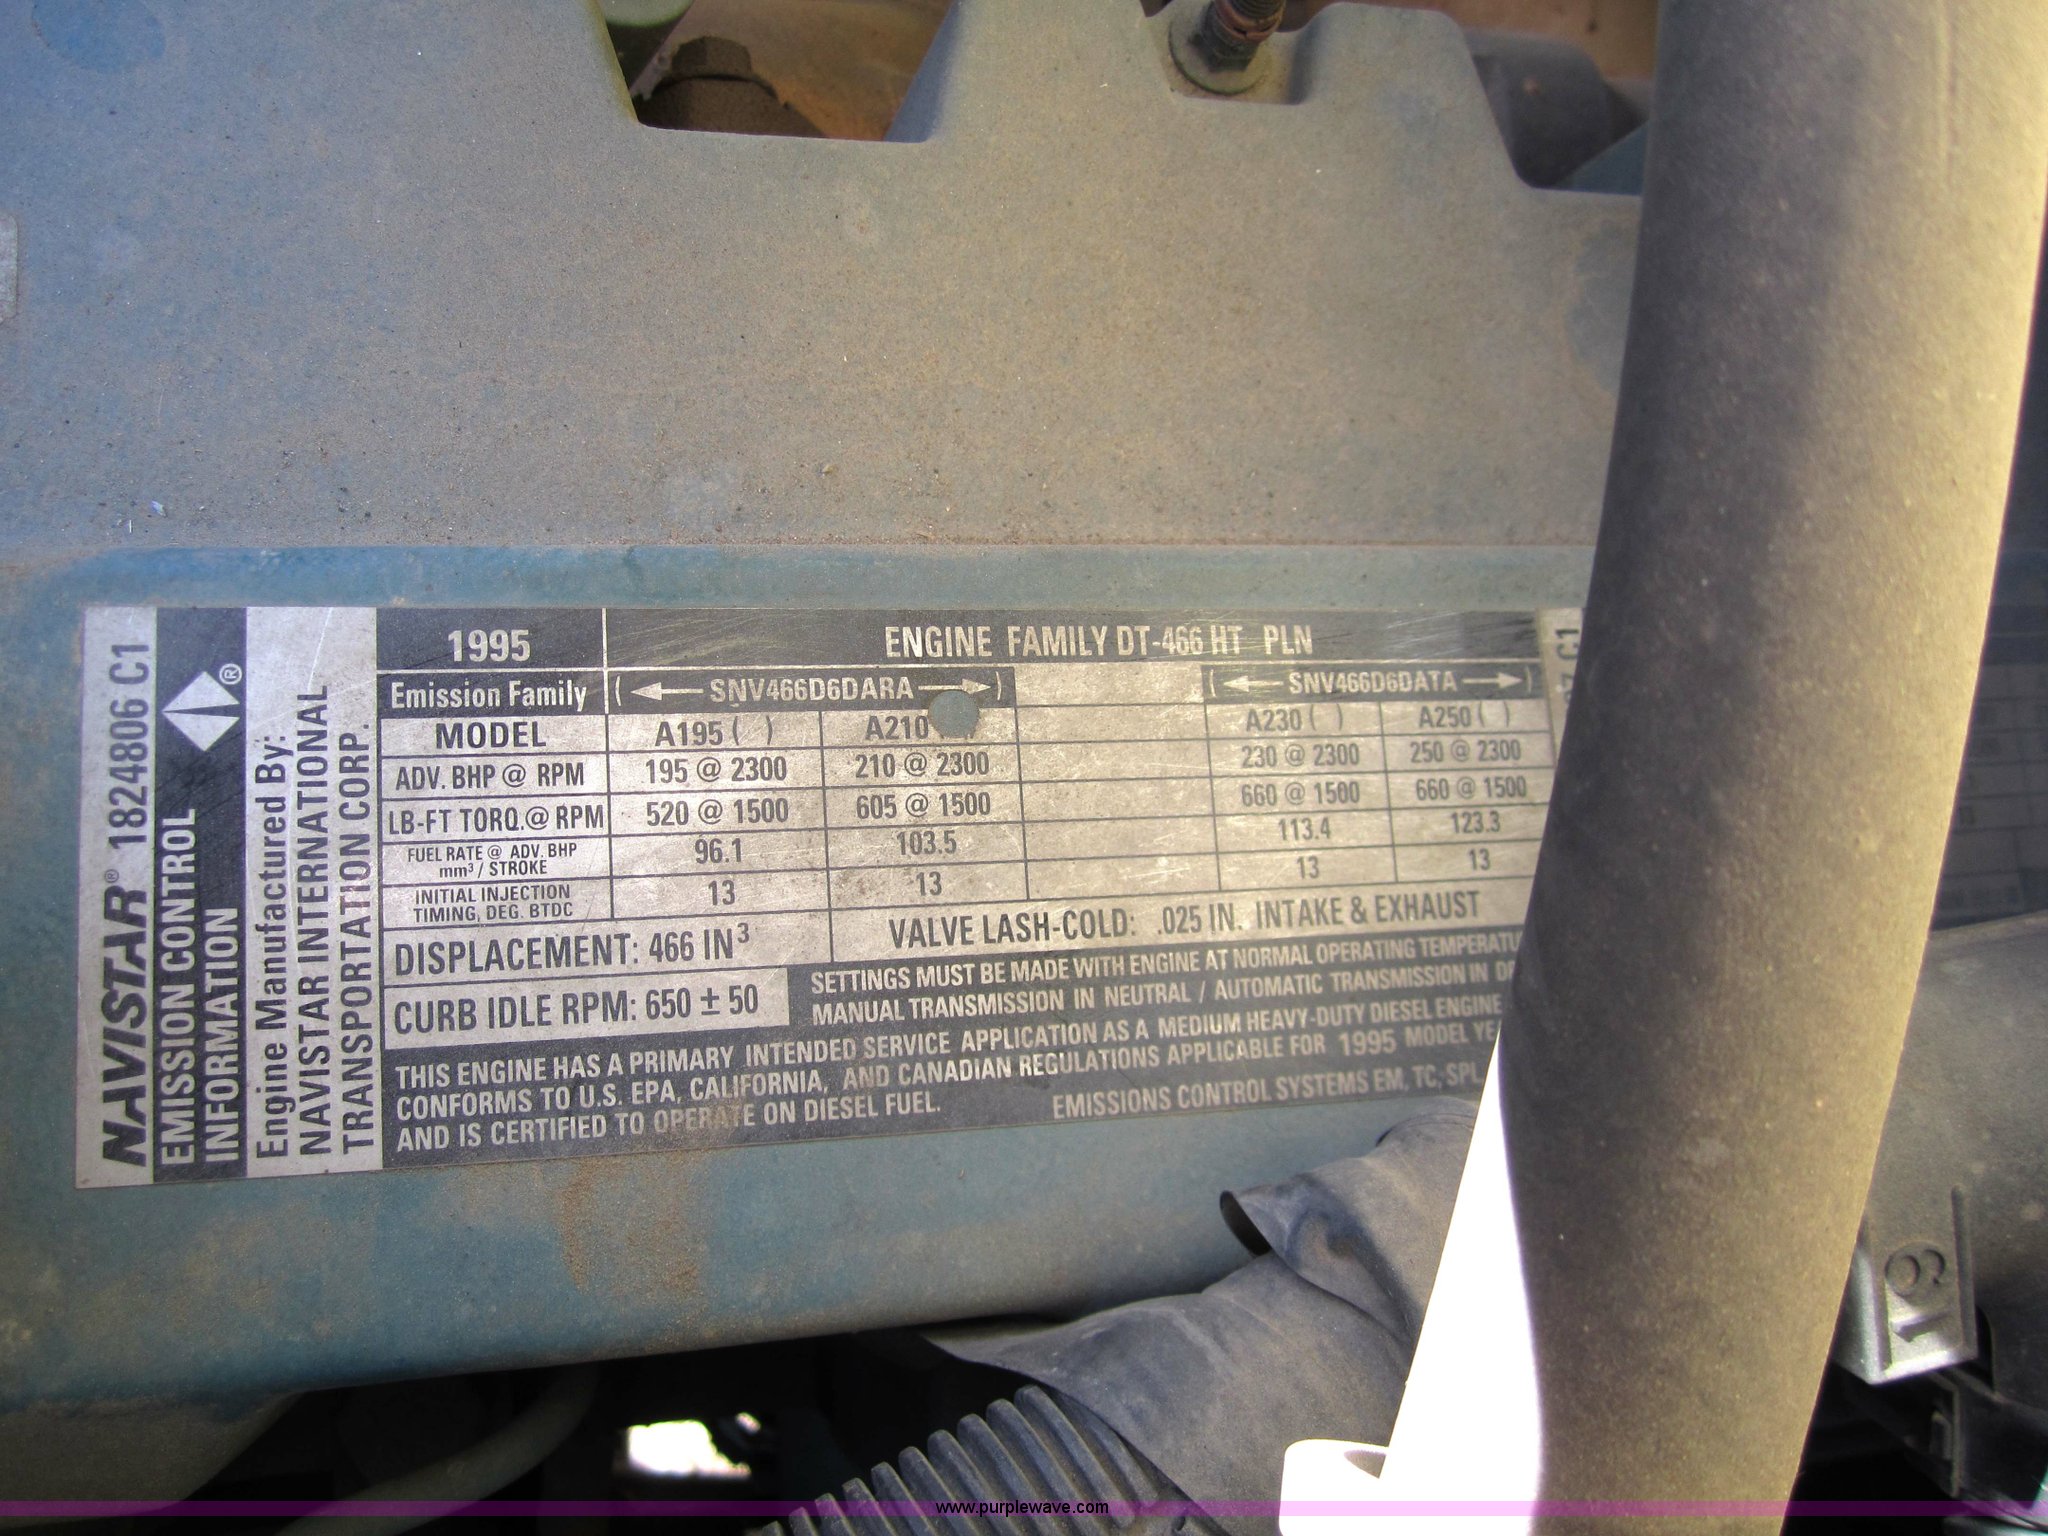 NAVISTAR® 1824806 C1
EMISSION CONTROL
INFORMATION
®
Engine Manufactured By:
NAVISTAR INTERNATIONAL
TRANSPORTATION CORP.
1995 ENGINE FAMILY DT-466 HT PLN
Emission Family (← SNV466D6DARA →) (← SNV466D6DATA →)
MODEL A195 ( ) A210 A230 ( ) A250 ( )
ADV. BHP @ RPM 195 @ 2300 210 @ 2300 230 @ 2300 250 @ 2300
LB-FT TORQ.@ RPM 520 @ 1500 605 @ 1500 660 @ 1500 660 @ 1500
FUEL RATE @ ADV. BHP
mm³ / STROKE 96.1 103.5 113.4 123.3
INITIAL INJECTION
TIMING, DEG. BTDC 13 13 13 13
DISPLACEMENT: 466 IN³ VALVE LASH-COLD: .025 IN. INTAKE & EXHAUST
CURB IDLE RPM: 650 ± 50
SETTINGS MUST BE MADE WITH ENGINE AT NORMAL OPERATING
MANUAL TRANSMISSION IN NEUTRAL / AUTOMATIC TRANSMISSION IN
THIS ENGINE HAS A PRIMARY INTENDED SERVICE APPLICATION AS A MEDIUM HEAVY-DUTY DIESEL ENGINE
CONFORMS TO U.S. EPA, CALIFORNIA, AND CANADIAN REGULATIONS APPLICABLE FOR 1995 MODEL
AND IS CERTIFIED TO OPERATE ON DIESEL FUEL. EMISSIONS CONTROL SYSTEMS EM, TC, SPL
C1
www.purplewave.com